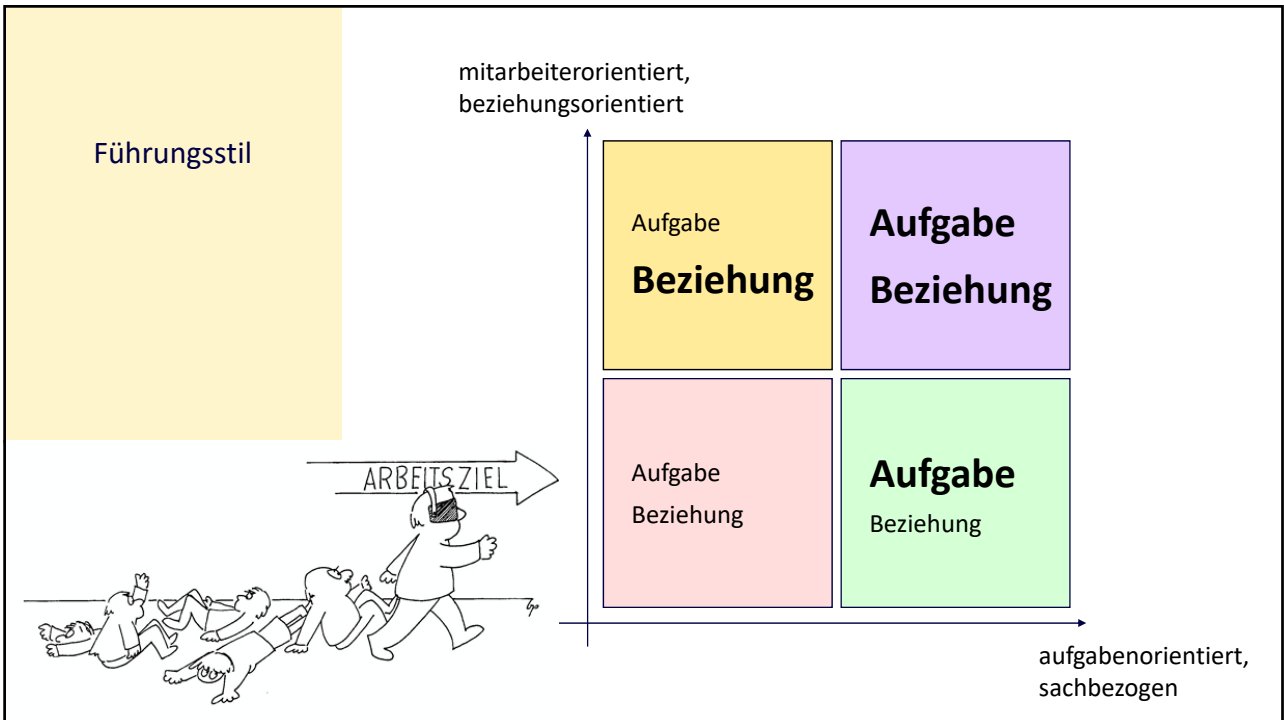 Führungsstil
mitarbeiterorientiert,
beziehungsorientiert
Aufgabe
Beziehung
Aufgabe
Beziehung
Aufgabe
Beziehung
Aufgabe
Beziehung
ARBEITSZIEL
aufgabenorientiert,
sachbezogen